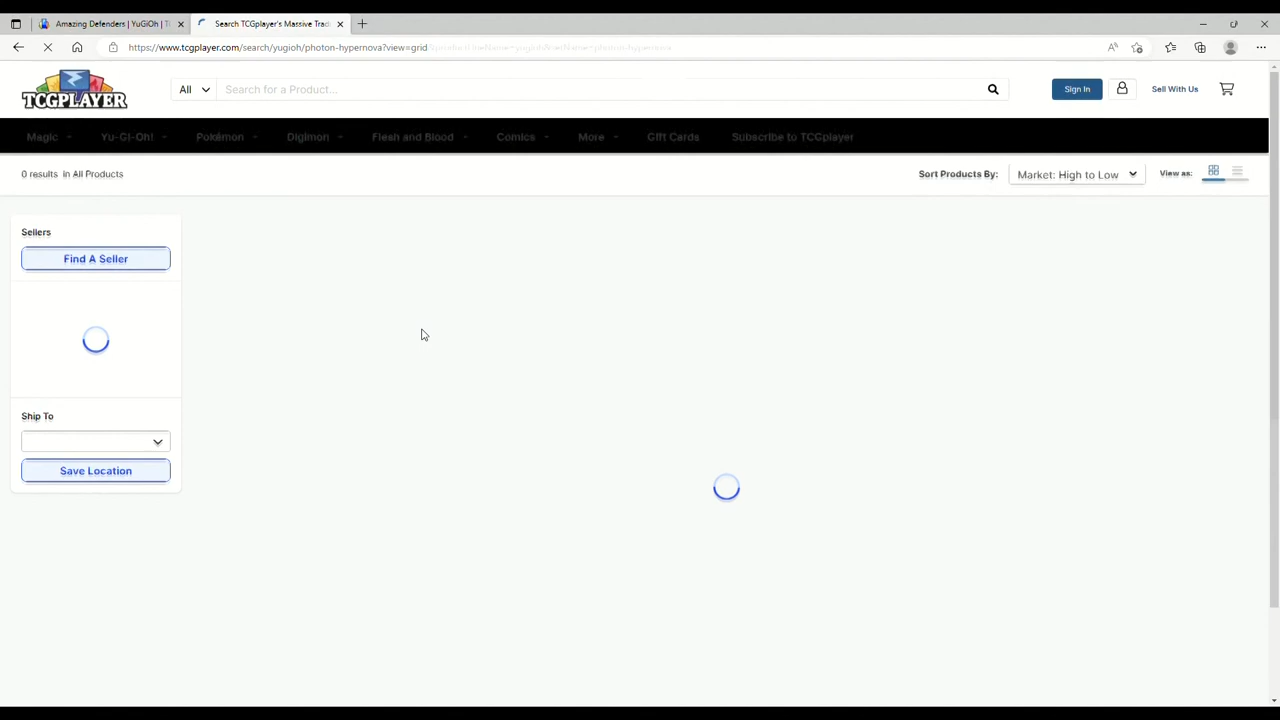 Amazing Defenders | YuGiOh | T
Search TCGplayer's Massive Trad
https://www.tcgplayer.com/search/yugioh/photon-hypernova?view=grid
TCGPLAYER
All
Search for a Product...
Sign In
Sell With Us
Magic
Yu-Gi-Oh!
Pokémon
Digimon
Flesh and Blood
Comics
More
Gift Cards
Subscribe to TCGplayer
0 results in All Products
Sort Products By:
Market: High to Low
View as:
Sellers
Find A Seller
Ship To
Save Location